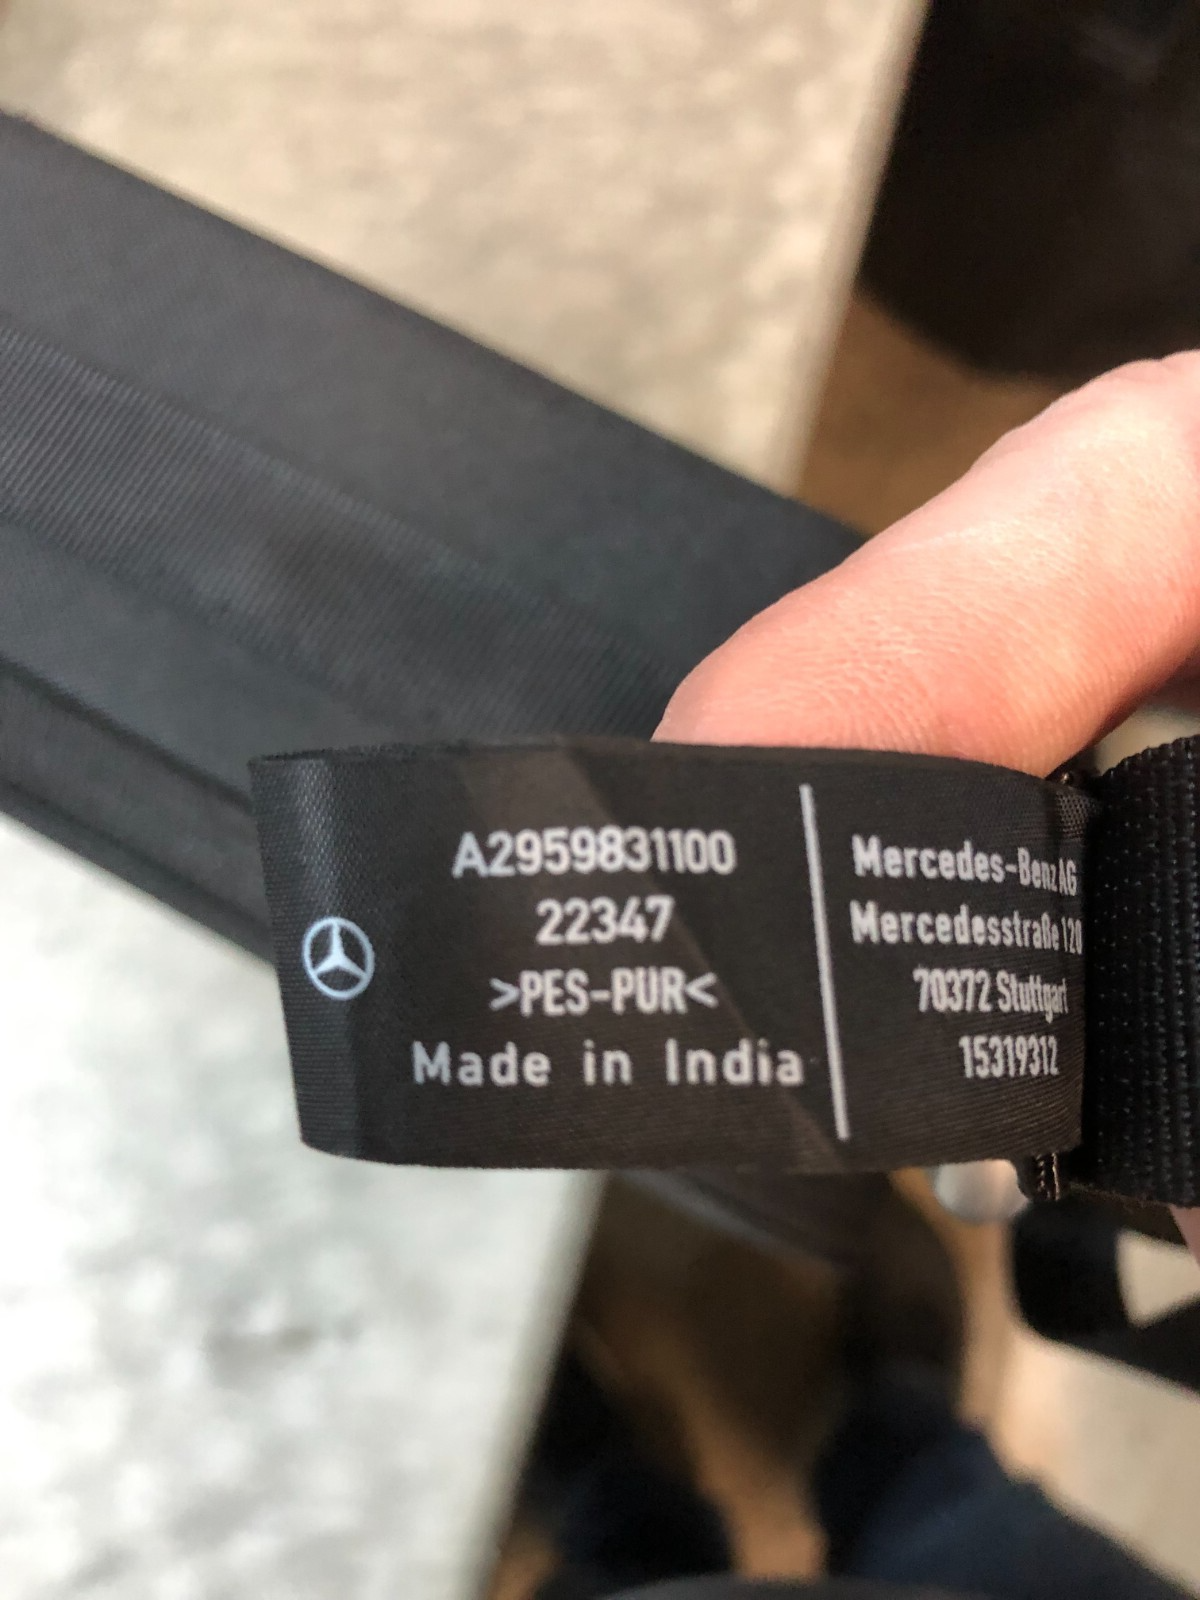 A2959831100
22347
>PES-PUR<
Made in India
Mercedes-Benz AG
Mercedesstraße 120
70372 Stuttgart
15319312